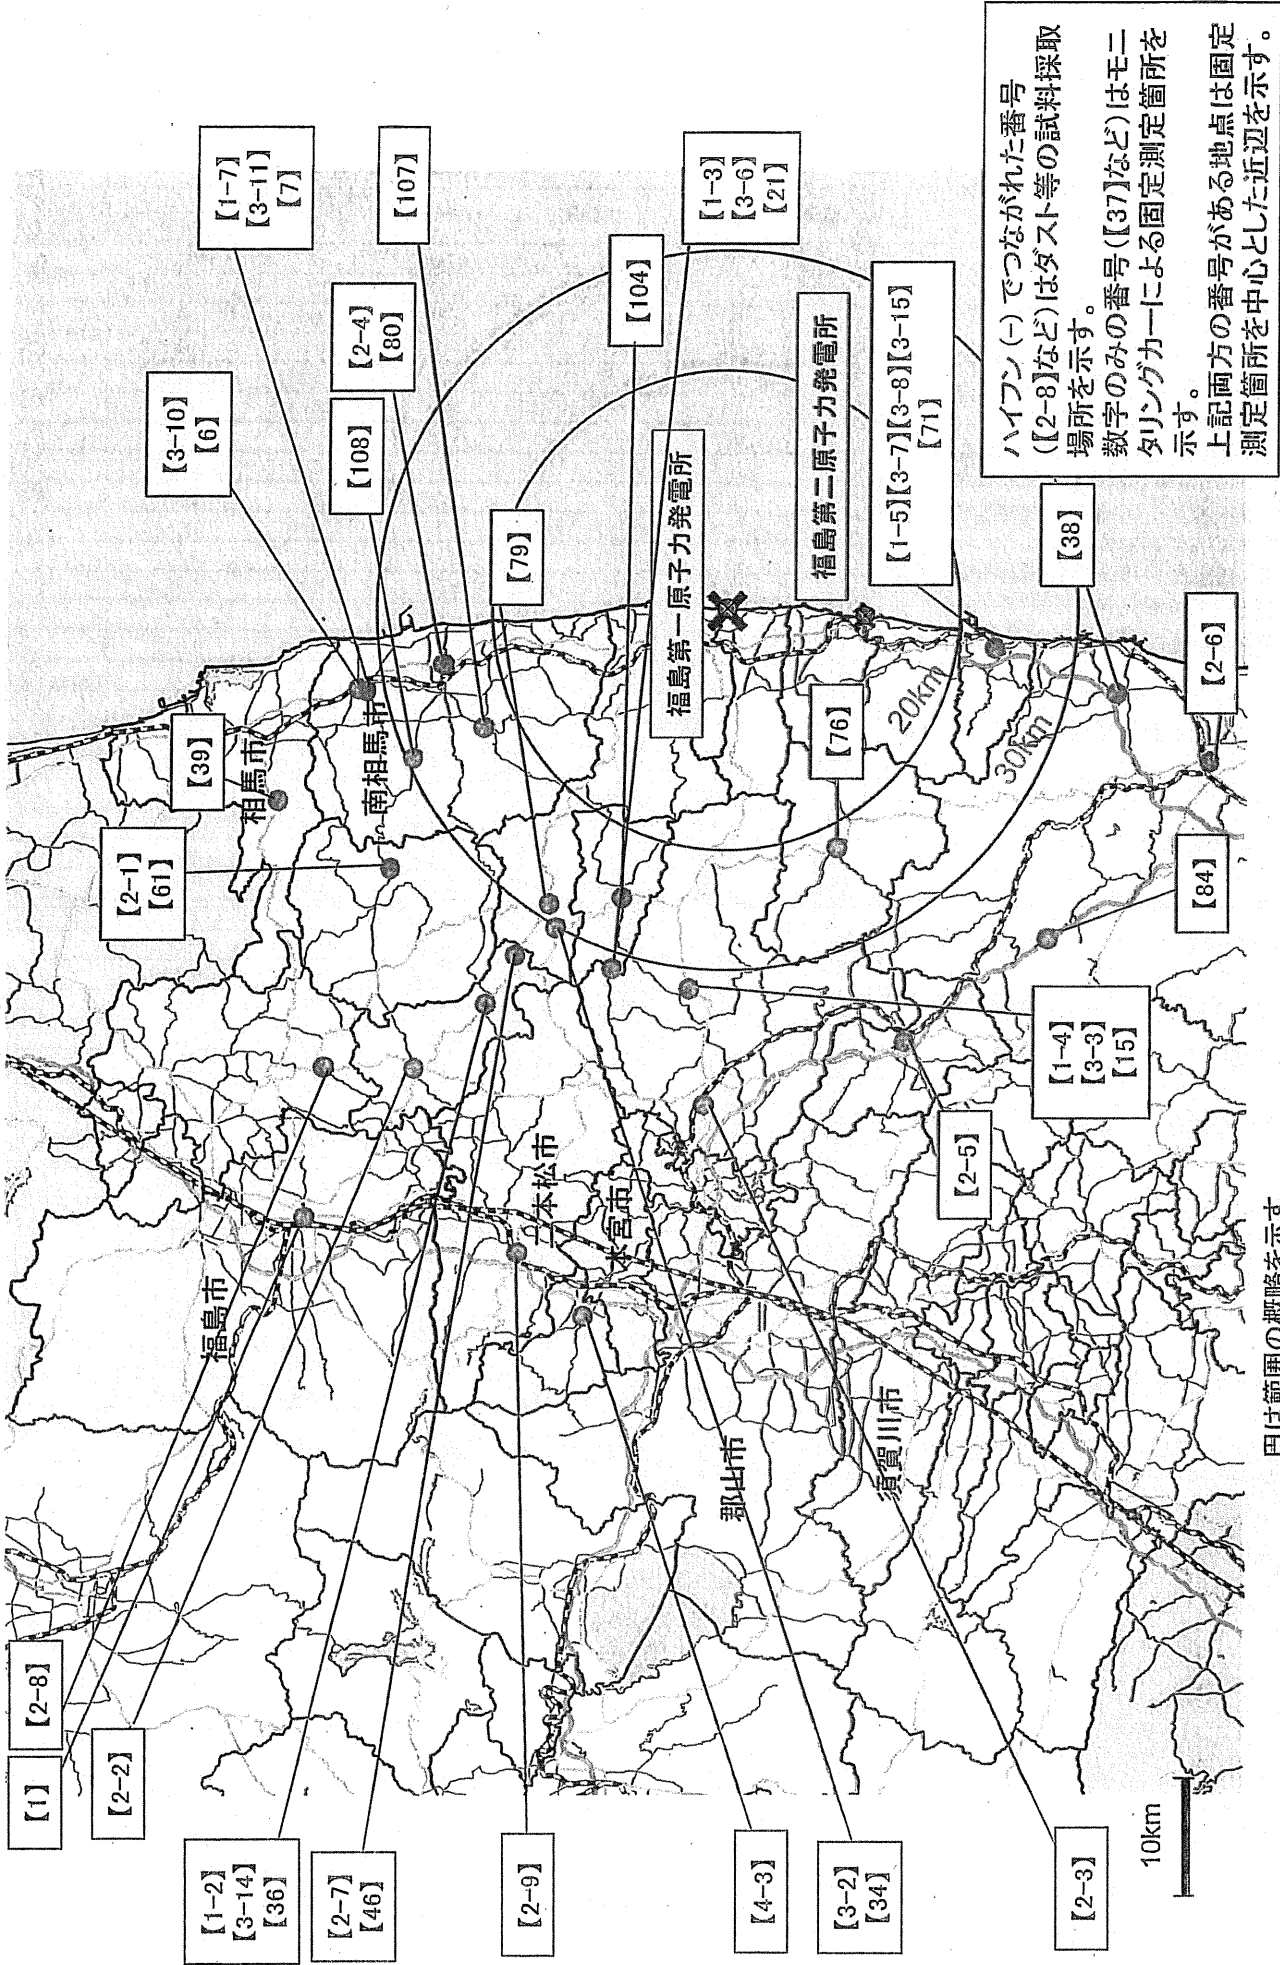 【1】
【2-8】
【2-2】
【1-2】
【3-14】
【36】
【2-7】
【46】
【2-9】
【4-3】
【3-2】
【34】
【2-3】
10km
福島市
二本松市
本宮市
郡山市
須賀川市
【2-1】
【61】
【39】
相馬市
南相馬市
【3-10】
【6】
【1-7】
【3-11】
【7】
【108】
【2-4】
【80】
【107】
【79】
【104】
【1-3】
【3-6】
【21】
福島第一原子力発電所
福島第二原子力発電所
【76】
20km
30km
【1-5】【3-7】【3-8】【3-15】
【71】
【38】
【2-6】
【84】
【1-4】
【3-3】
【15】
【2-5】
ハイフン(-)でつながれた番号
(【2-8】など)はダスト等の試料採取
場所を示す。
数字のみの番号(【37】など)はモニ
タリングカーによる固定測定箇所を
示す。
上記両方の番号がある地点は固定
測定箇所を中心とした近辺を示す。
円は範囲の概略を示す